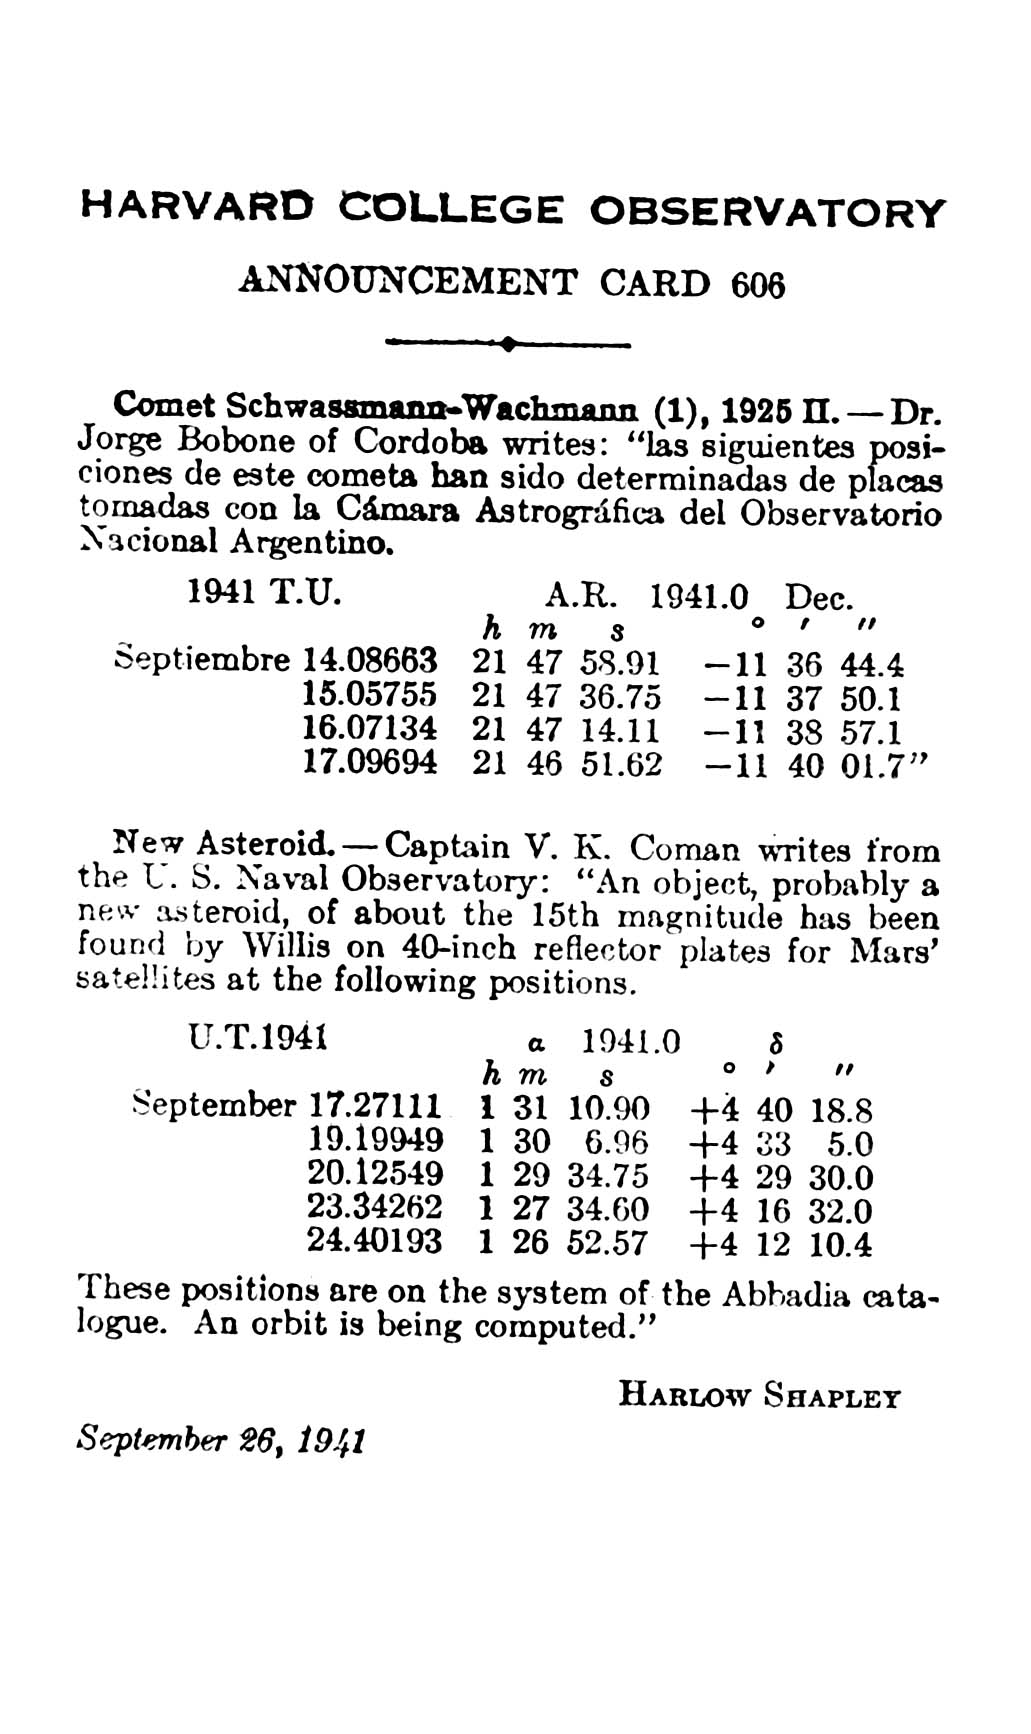 HARVARD COLLEGE OBSERVATORY
ANNOUNCEMENT CARD 606
Comet Schwassmann-Wachmann (1), 1925 II. — Dr.
Jorge Bobone of Cordoba writes: "las siguientes posi-
ciones de este cometa han sido determinadas de placas
tomadas con la Cámara Astrográfica del Observatorio
Nacional Argentino.
1941 T.U. A.R. 1941.0 Dec.
h m s ° ′ ″
Septiembre 14.08663 21 47 58.91 −11 36 44.4
15.05755 21 47 36.75 −11 37 50.1
16.07134 21 47 14.11 −11 38 57.1
17.09694 21 46 51.62 −11 40 01.7"
New Asteroid. — Captain V. K. Coman writes from
the U. S. Naval Observatory: "An object, probably a
new asteroid, of about the 15th magnitude has been
found by Willis on 40-inch reflector plates for Mars'
satellites at the following positions.
U.T.1941 α 1941.0 δ
h m s ° ′ ″
September 17.27111 1 31 10.90 +4 40 18.8
19.19949 1 30 6.96 +4 33 5.0
20.12549 1 29 34.75 +4 29 30.0
23.34262 1 27 34.60 +4 16 32.0
24.40193 1 26 52.57 +4 12 10.4
These positions are on the system of the Abbadia cata-
logue. An orbit is being computed."
HARLOW SHAPLEY
September 26, 1941